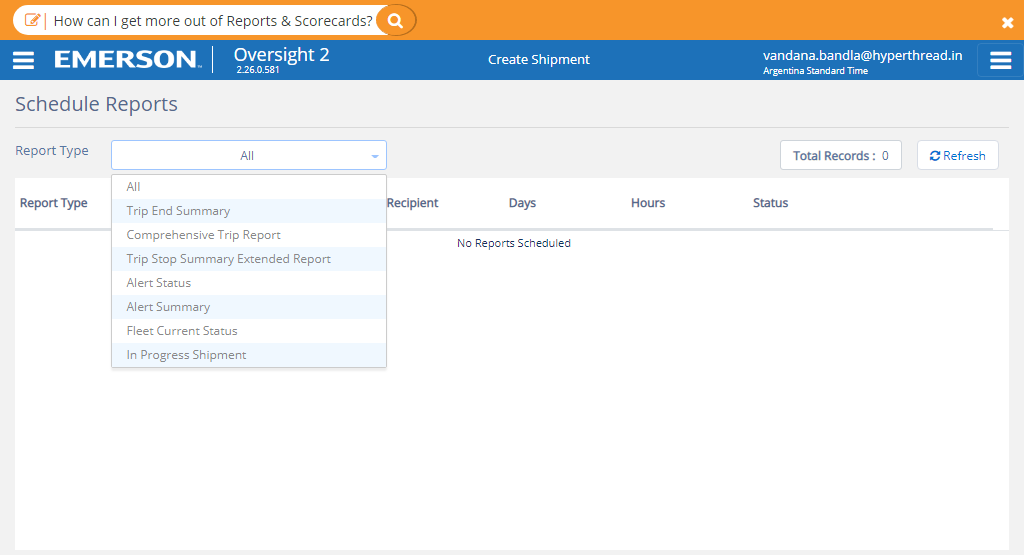 How can I get more out of Reports & Scorecards?
EMERSON
Oversight 2
2.26.0.581
Create Shipment
vandana.bandla@hyperthread.in
Argentina Standard Time
Schedule Reports
Report Type
All
Total Records : 0
Refresh
Report Type Recipient Days Hours Status
No Reports Scheduled
All
Trip End Summary
Comprehensive Trip Report
Trip Stop Summary Extended Report
Alert Status
Alert Summary
Fleet Current Status
In Progress Shipment